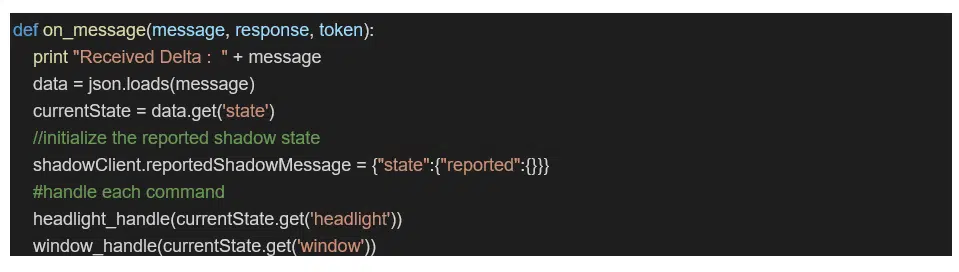 def on_message(message, response, token):
print "Received Delta : " + message
data = json.loads(message)
currentState = data.get('state')
//initialize the reported shadow state
shadowClient.reportedShadowMessage = {"state":{"reported":{}}}
#handle each command
headlight_handle(currentState.get('headlight'))
window_handle(currentState.get('window'))